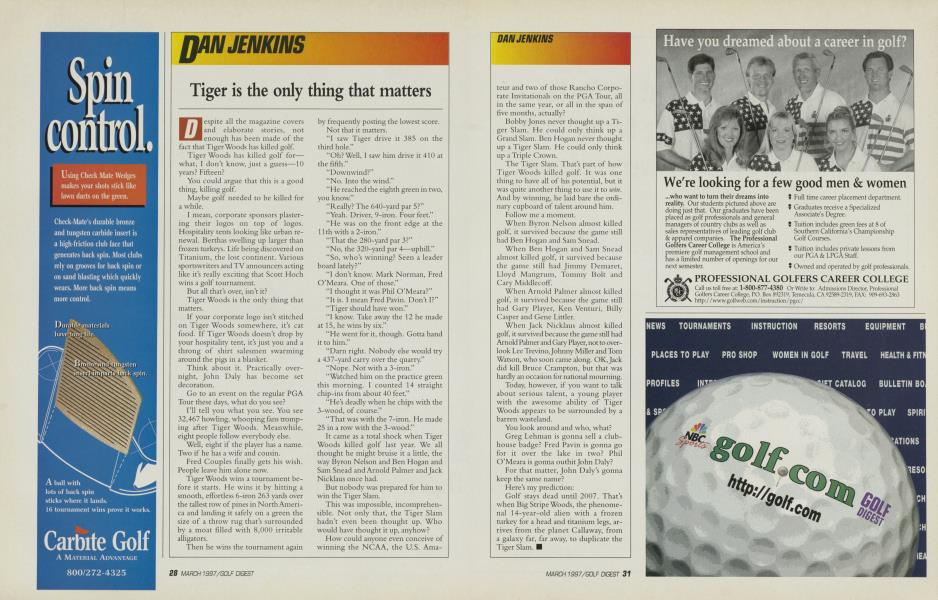 Spin
control.
Using Check Mate Wedges
makes your shots stick like
lawn darts on the green.
Check-Mate's durable bronze
and tungsten carbide insert is
a high-friction club face that
generates back spin. Most clubs
rely on grooves for back spin or
on sand blasting which quickly
wears. More back spin means
more control.
Durable materials
have long life.
Bronze and tungsten
insert imparts back spin.
A ball with
lots of back spin
sticks where it lands.
16 tournament wins prove it works.
Carbite Golf
A MATERIAL ADVANTAGE
800/272-4325
DAN JENKINS
Tiger is the only thing that matters
Despite all the magazine covers
and elaborate stories, not
enough has been made of the
fact that Tiger Woods has killed golf.
Tiger Woods has killed golf for—
what, I don't know, just a guess—10
years? Fifteen?
You could argue that this is a good
thing, killing golf.
Maybe golf needed to be killed for
a while.
I mean, corporate sponsors plaster-
ing their logos on top of logos.
Hospitality tents looking like urban re-
newal. Berthas swelling up larger than
frozen turkeys. Life being discovered on
Titanium, the lost continent. Various
sportswriters and TV announcers acting
like it's really exciting that Scott Hoch
wins a golf tournament.
But all that's over, isn't it?
Tiger Woods is the only thing that
matters.
If your corporate logo isn't stitched
on Tiger Woods somewhere, it's cat
food. If Tiger Woods doesn't drop by
your hospitality tent, it's just you and a
throng of shirt salesmen swarming
around the pigs in a blanket.
Think about it. Practically over-
night, John Daly has become set
decoration.
Go to an event on the regular PGA
Tour these days, what do you see?
I'll tell you what you see. You see
32,467 howling, whooping fans tromp-
ing after Tiger Woods. Meanwhile,
eight people follow everybody else.
Well, eight if the player has a name.
Two if he has a wife and cousin.
Fred Couples finally gets his wish.
People leave him alone now.
Tiger Woods wins a tournament be-
fore it starts. He wins it by hitting a
smooth, effortless 6-iron 263 yards over
the tallest row of pines in North Ameri-
ca and landing it safely on a green the
size of a throw rug that's surrounded
by a moat filled with 8,000 irritable
alligators.
Then he wins the tournament again
by frequently posting the lowest score.
Not that it matters.
"I saw Tiger drive it 385 on the
third hole."
"Oh? Well, I saw him drive it 410 at
the fifth."
"Downwind?"
"No. Into the wind."
"He reached the eighth green in two,
you know."
"Really? The 640-yard par 5?"
"Yeah. Driver, 9-iron. Four feet."
"He was on the front edge at the
11th with a 2-iron."
"That the 280-yard par 3?"
"No, the 320-yard par 4—uphill."
"So, who's winning? Seen a leader
board lately?"
"I don't know. Mark Norman, Fred
O'Meara. One of those."
"I thought it was Phil O'Meara?"
"It is. I mean Fred Pavin. Don't I?"
"Tiger should have won."
"I know. Take away the 12 he made
at 15, he wins by six."
"He went for it, though. Gotta hand
it to him."
"Darn right. Nobody else would try
a 437-yard carry over the quarry."
"Nope. Not with a 3-iron."
"Watched him on the practice green
this morning. I counted 14 straight
chip-ins from about 40 feet."
"He's deadly when he chips with the
3-wood, of course."
"That was with the 7-iron. He made
25 in a row with the 3-wood."
It came as a total shock when Tiger
Woods killed golf last year. We all
thought he might bruise it a little, the
way Byron Nelson and Ben Hogan and
Sam Snead and Arnold Palmer and Jack
Nicklaus once had.
But nobody was prepared for him to
win the Tiger Slam.
This was impossible, incomprehen-
sible. Not only that, the Tiger Slam
hadn't even been thought up. Who
would have thought it up, anyhow?
How could anyone even conceive of
winning the NCAA, the U.S. Ama-
28 MARCH 1997/GOLF DIGEST
DAN JENKINS
teur and two of those Rancho Corpo-
rate Invitationals on the PGA Tour, all
in the same year, or all in the span of
five months, actually?
Bobby Jones never thought up a Ti-
ger Slam. He could only think up a
Grand Slam. Ben Hogan never thought
up a Tiger Slam. He could only think
up a Triple Crown.
The Tiger Slam. That's part of how
Tiger Woods killed golf. It was one
thing to have all of his potential, but it
was quite another thing to use it to win.
And by winning, he laid bare the ordi-
nary cupboard of talent around him.
Follow me a moment.
When Byron Nelson almost killed
golf, it survived because the game still
had Ben Hogan and Sam Snead.
When Ben Hogan and Sam Snead
almost killed golf, it survived because
the game still had Jimmy Demaret,
Lloyd Mangrum, Tommy Bolt and
Cary Middlecoff.
When Arnold Palmer almost killed
golf, it survived because the game still
had Gary Player, Ken Venturi, Billy
Casper and Gene Littler.
When Jack Nicklaus almost killed
golf, it survived because the game still had
Arnold Palmer and Gary Player, not to over-
look Lee Trevino, Johnny Miller and Tom
Watson, who soon came along. OK, Jack
did kill Bruce Crampton, but that was
hardly an occasion for national mourning.
Today, however, if you want to talk
about serious talent, a young player
with the awesome ability of Tiger
Woods appears to be surrounded by a
barren wasteland.
You look around and who, what?
Greg Lehman is gonna sell a club-
house badge? Fred Pavin is gonna go
for it over the lake in two? Phil
O'Meara is gonna outhit John Daly?
For that matter, John Daly's gonna
keep the same name?
Here's my prediction:
Golf stays dead until 2007. That's
when Big Stripe Woods, the phenome-
nal 14-year-old alien with a frozen
turkey for a head and titanium legs, ar-
rives from the planet Callaway, from
a galaxy far, far away, to duplicate the
Tiger Slam.
MARCH 1997/GOLF DIGEST 31
Have you dreamed about a career in golf?
We're looking for a few good men & women
...who want to turn their dreams into
reality. Our students pictured above are
doing just that. Our graduates have been
placed as golf professionals and general
managers of country clubs as well as
sales representatives of leading golf club
& apparel companies. The Professional
Golfers Career College is America's
premiere golf management school and
has a limited number of openings for our
next semester.
Full time career placement department.
Graduates receive a Specialized
Associate's Degree.
Tuition includes green fees at 8 of
Southern California's Championship
Golf Courses.
Tuition includes private lessons from
our PGA & LPGA Staff.
Owned and operated by golf professionals.
PROFESSIONAL GOLFERS CAREER COLLEGE
Call us toll free at: 1-800-877-4380 Or Write to: Admissions Director, Professional
Golfers Career College, P.O. Box 892319, Temecula, CA 92589-2319, FAX: 909-693-2863
http://www.golfweb.com/instruction/pgcc/
NEWS TOURNAMENTS INSTRUCTION RESORTS EQUIPMENT
PLACES TO PLAY PRO SHOP WOMEN IN GOLF TRAVEL HEALTH & FITN
PROFILES GIFT CATALOG BULLETIN BO
TO PLAY SPIRI
NBC
Sports
golf.com
http://golf.com
GOLF
DIGEST